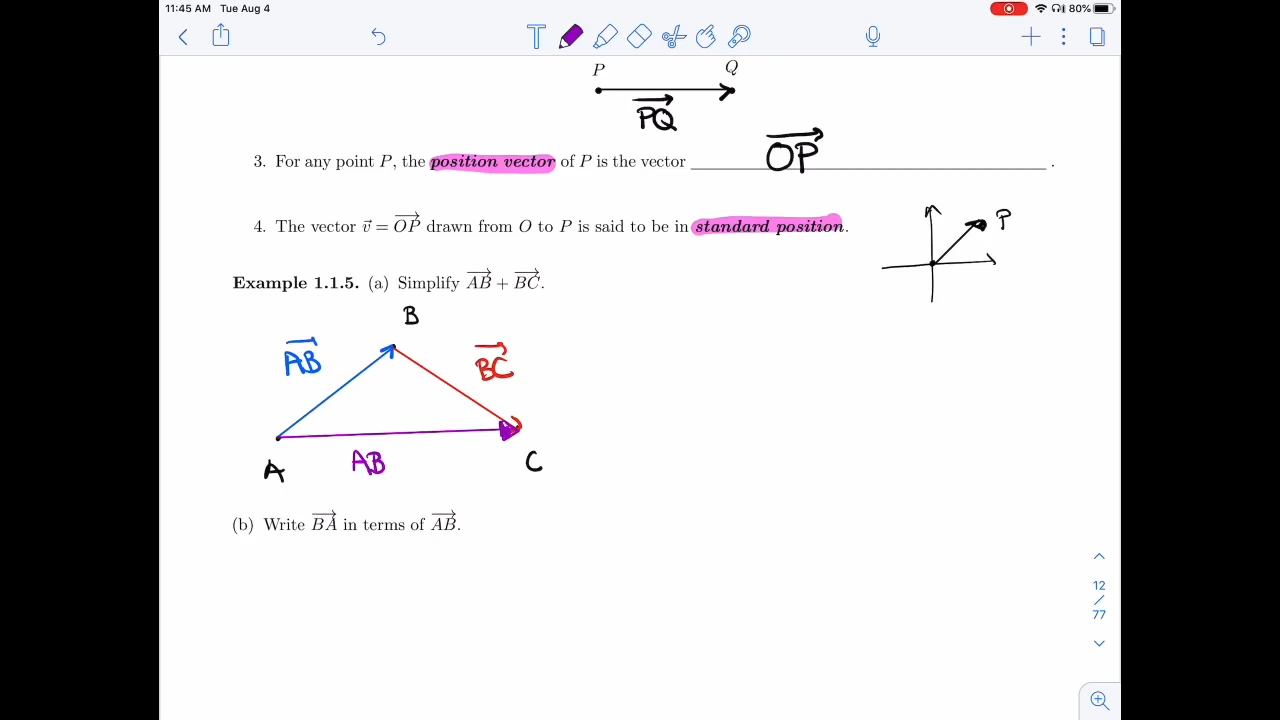 11:45 AM Tue Aug 4
80%
T
P Q
PQ
3. For any point P, the position vector of P is the vector OP .
4. The vector v⃗ = OP drawn from O to P is said to be in standard position.
P
Example 1.1.5. (a) Simplify AB + BC.
B
AB
BC
A
AB
C
(b) Write BA in terms of AB.
12
/
77